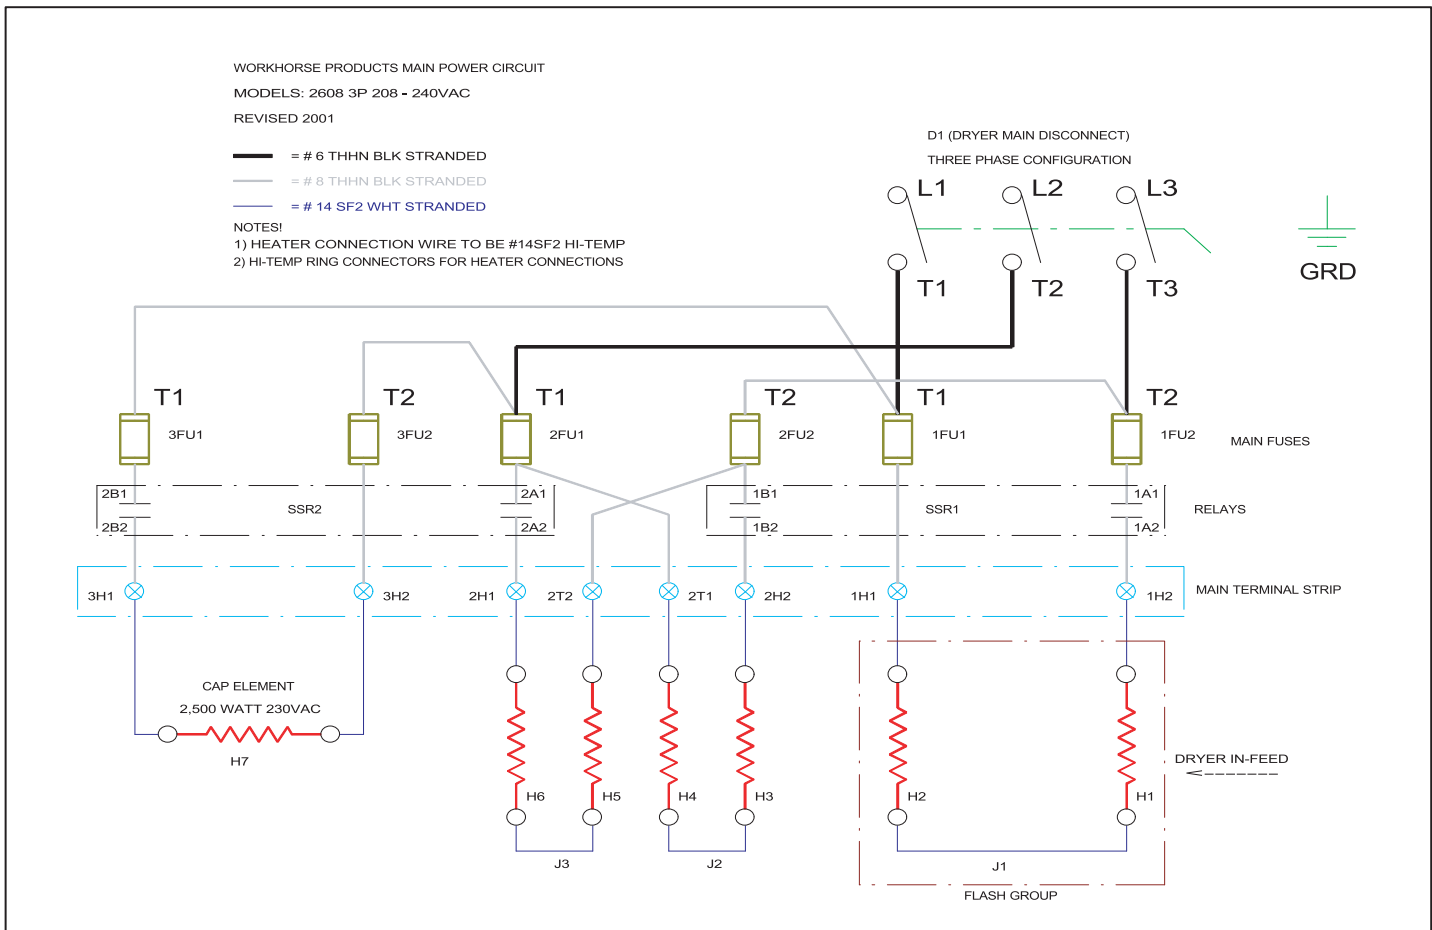 WORKHORSE PRODUCTS MAIN POWER CIRCUIT
MODELS: 2608 3P 208 - 240VAC
REVISED 2001
= # 6 THHN BLK STRANDED
= # 8 THHN BLK STRANDED
= # 14 SF2 WHT STRANDED
NOTES!
1) HEATER CONNECTION WIRE TO BE #14SF2 HI-TEMP
2) HI-TEMP RING CONNECTORS FOR HEATER CONNECTIONS
D1 (DRYER MAIN DISCONNECT)
THREE PHASE CONFIGURATION
L1 L2 L3
T1 T2 T3
GRD
T1 T2 T1 T2 T1 T2
3FU1 3FU2 2FU1 2FU2 1FU1 1FU2
MAIN FUSES
2B1 2A1 1B1 1A1
SSR2 SSR1 RELAYS
2B2 2A2 1B2 1A2
3H1 3H2 2H1 2T2 2T1 2H2 1H1 1H2
MAIN TERMINAL STRIP
CAP ELEMENT
2,500 WATT 230VAC
H7
DRYER IN-FEED
H6 H5 H4 H3 H2 H1
J3 J2 J1
FLASH GROUP